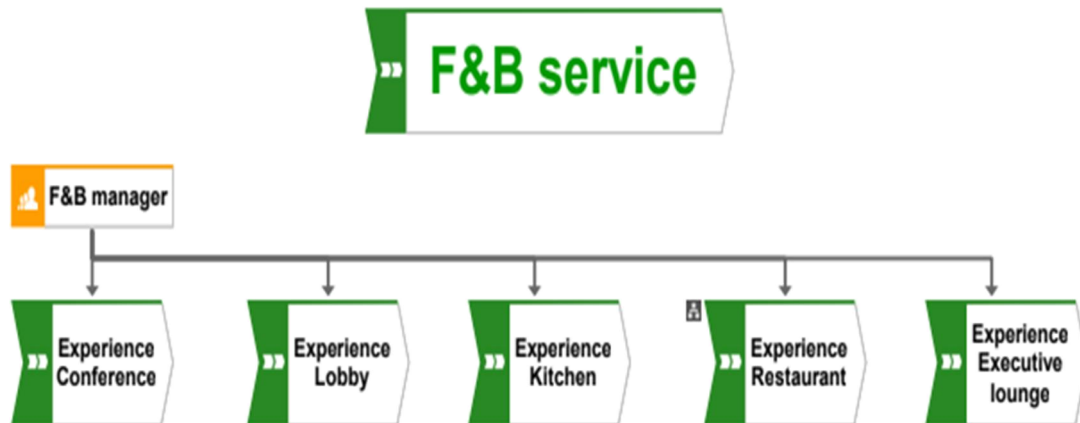 F&B service
F&B manager
Experience
Conference
Experience
Lobby
Experience
Kitchen
Experience
Restaurant
Experience
Executive
lounge